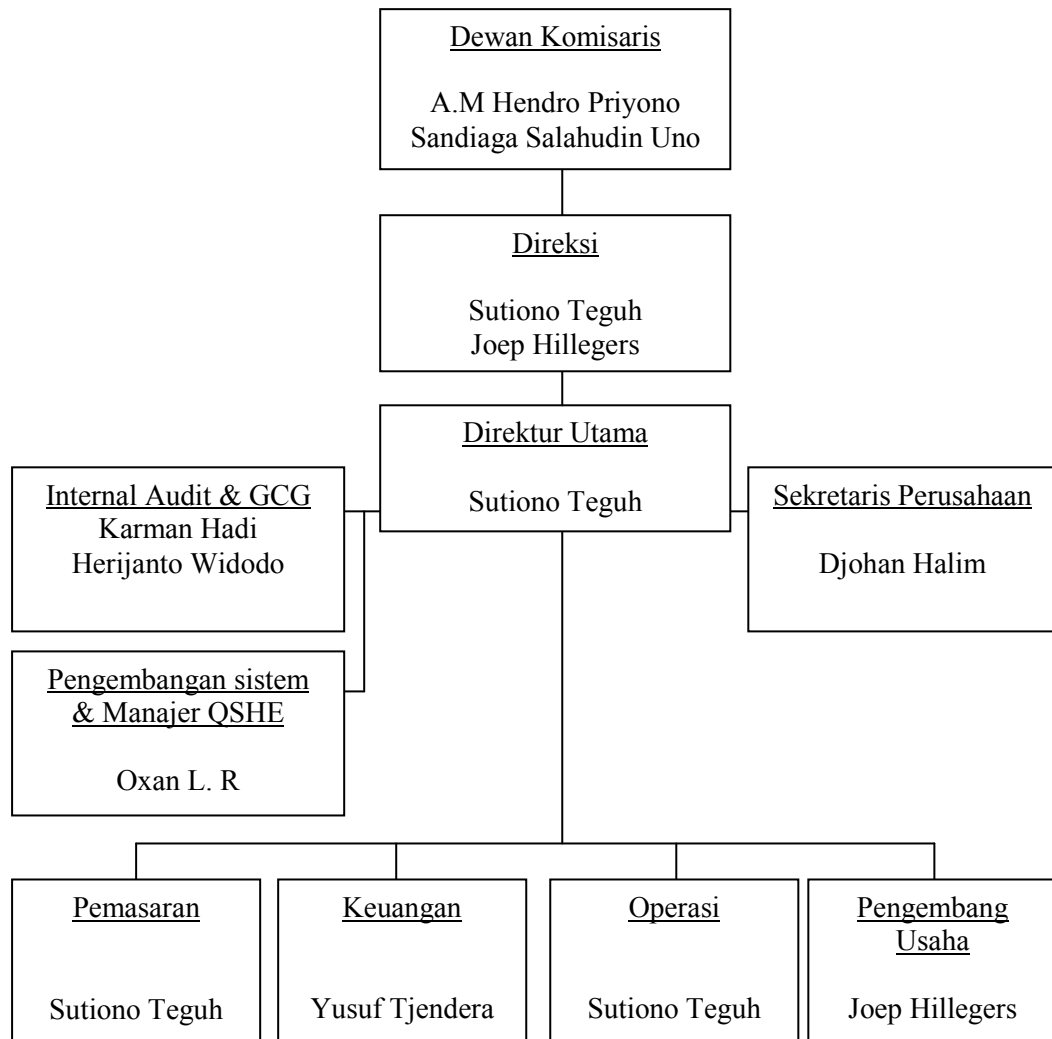 Dewan Komisaris
A.M Hendro Priyono
Sandiaga Salahudin Uno
Direksi
Sutiono Teguh
Joep Hillegers
Direktur Utama
Sutiono Teguh
Internal Audit & GCG
Karman Hadi
Herijanto Widodo
Sekretaris Perusahaan
Djohan Halim
Pengembangan sistem
& Manajer QSHE
Oxan L. R
Pemasaran
Sutiono Teguh
Keuangan
Yusuf Tjendera
Operasi
Sutiono Teguh
Pengembang
Usaha
Joep Hillegers